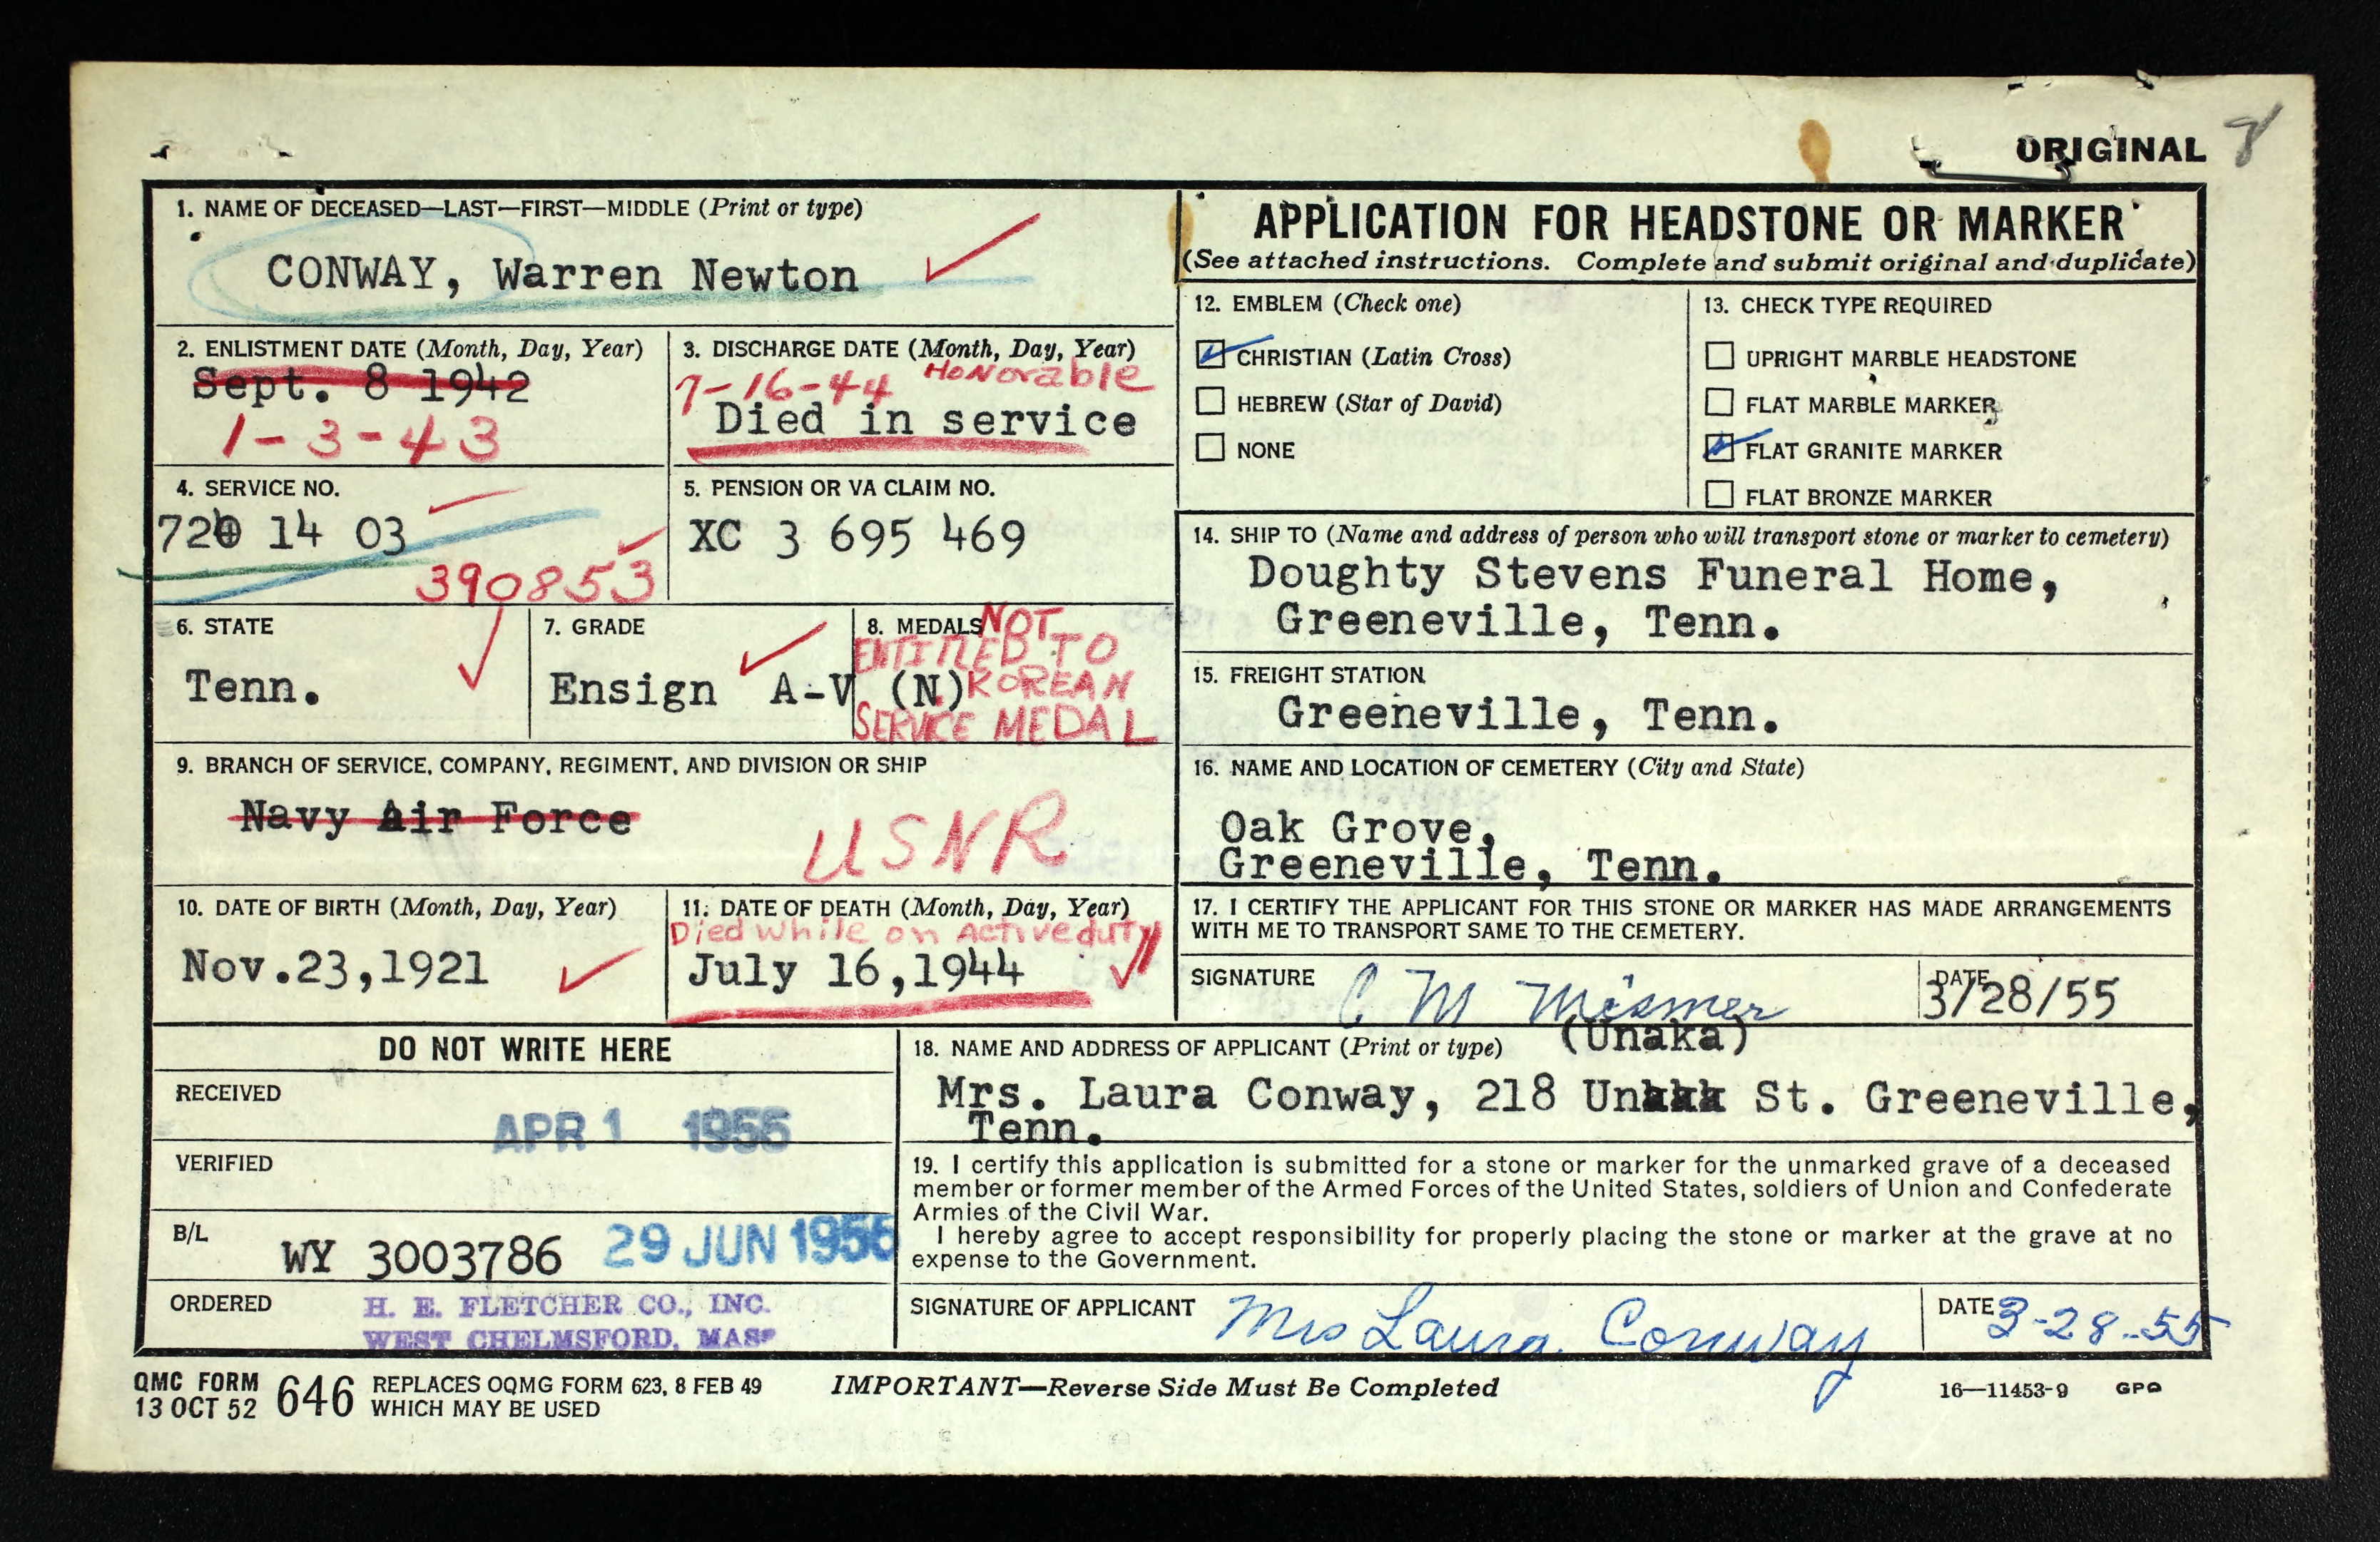 ORIGINAL 8
1. NAME OF DECEASED—LAST—FIRST—MIDDLE (Print or type)
CONWAY, Warren Newton
2. ENLISTMENT DATE (Month, Day, Year)
Sept. 8 1942
1-3-43
3. DISCHARGE DATE (Month, Day, Year)
7-16-44 Honorable
Died in service
4. SERVICE NO.
14 03
390853
5. PENSION OR VA CLAIM NO.
XC 3 695 469
6. STATE
Tenn.
7. GRADE
Ensign A-V (N)
8. MEDALS
NOT
ENTITLED TO
KOREAN
SERVICE MEDAL
9. BRANCH OF SERVICE, COMPANY, REGIMENT, AND DIVISION OR SHIP
Navy Air Force
USNR
10. DATE OF BIRTH (Month, Day, Year)
Nov.23,1921
11. DATE OF DEATH (Month, Day, Year)
Died while on Active duty
July 16,1944
APPLICATION FOR HEADSTONE OR MARKER
(See attached instructions. Complete and submit original and duplicate)
12. EMBLEM (Check one)
CHRISTIAN (Latin Cross)
HEBREW (Star of David)
NONE
13. CHECK TYPE REQUIRED
UPRIGHT MARBLE HEADSTONE
FLAT MARBLE MARKER
FLAT GRANITE MARKER
FLAT BRONZE MARKER
14. SHIP TO (Name and address of person who will transport stone or marker to cemetery)
Doughty Stevens Funeral Home,
Greeneville, Tenn.
15. FREIGHT STATION
Greeneville, Tenn.
16. NAME AND LOCATION OF CEMETERY (City and State)
Oak Grove,
Greeneville, Tenn.
17. I CERTIFY THE APPLICANT FOR THIS STONE OR MARKER HAS MADE ARRANGEMENTS
WITH ME TO TRANSPORT SAME TO THE CEMETERY.
SIGNATURE C M Mismer
DATE
3/28/55
DO NOT WRITE HERE
RECEIVED
APR 1 1955
VERIFIED
B/L
WY 3003786 29 JUN 1956
ORDERED
H. E. FLETCHER CO., INC.
WEST CHELMSFORD, MASS
18. NAME AND ADDRESS OF APPLICANT (Print or type) (Unaka)
Mrs. Laura Conway, 218 St. Greeneville,
Tenn.
19. I certify this application is submitted for a stone or marker for the unmarked grave of a deceased
member or former member of the Armed Forces of the United States, soldiers of Union and Confederate
Armies of the Civil War.
I hereby agree to accept responsibility for properly placing the stone or marker at the grave at no
expense to the Government.
SIGNATURE OF APPLICANT Mrs Laura Conway
DATE 3-28-55
QMC FORM
13 OCT 52
646
REPLACES OQMG FORM 623, 8 FEB 49
WHICH MAY BE USED
IMPORTANT—Reverse Side Must Be Completed
16—11453-9 GPO